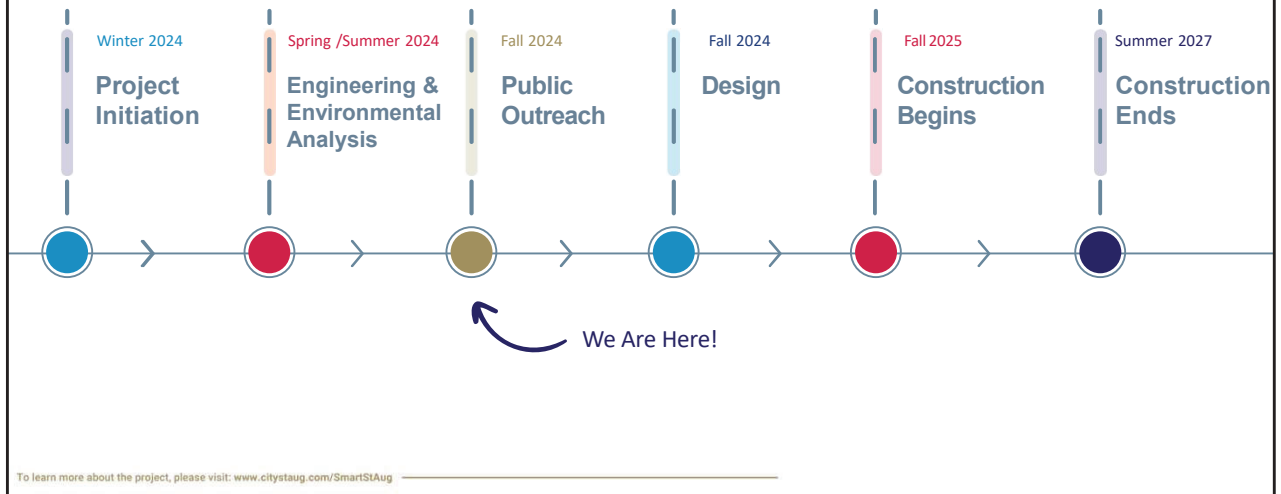 Winter 2024
Project
Initiation
Spring /Summer 2024
Engineering &
Environmental
Analysis
Fall 2024
Public
Outreach
Fall 2024
Design
Fall 2025
Construction
Begins
Summer 2027
Construction
Ends
We Are Here!
To learn more about the project, please visit: www.citystaug.com/SmartStAug